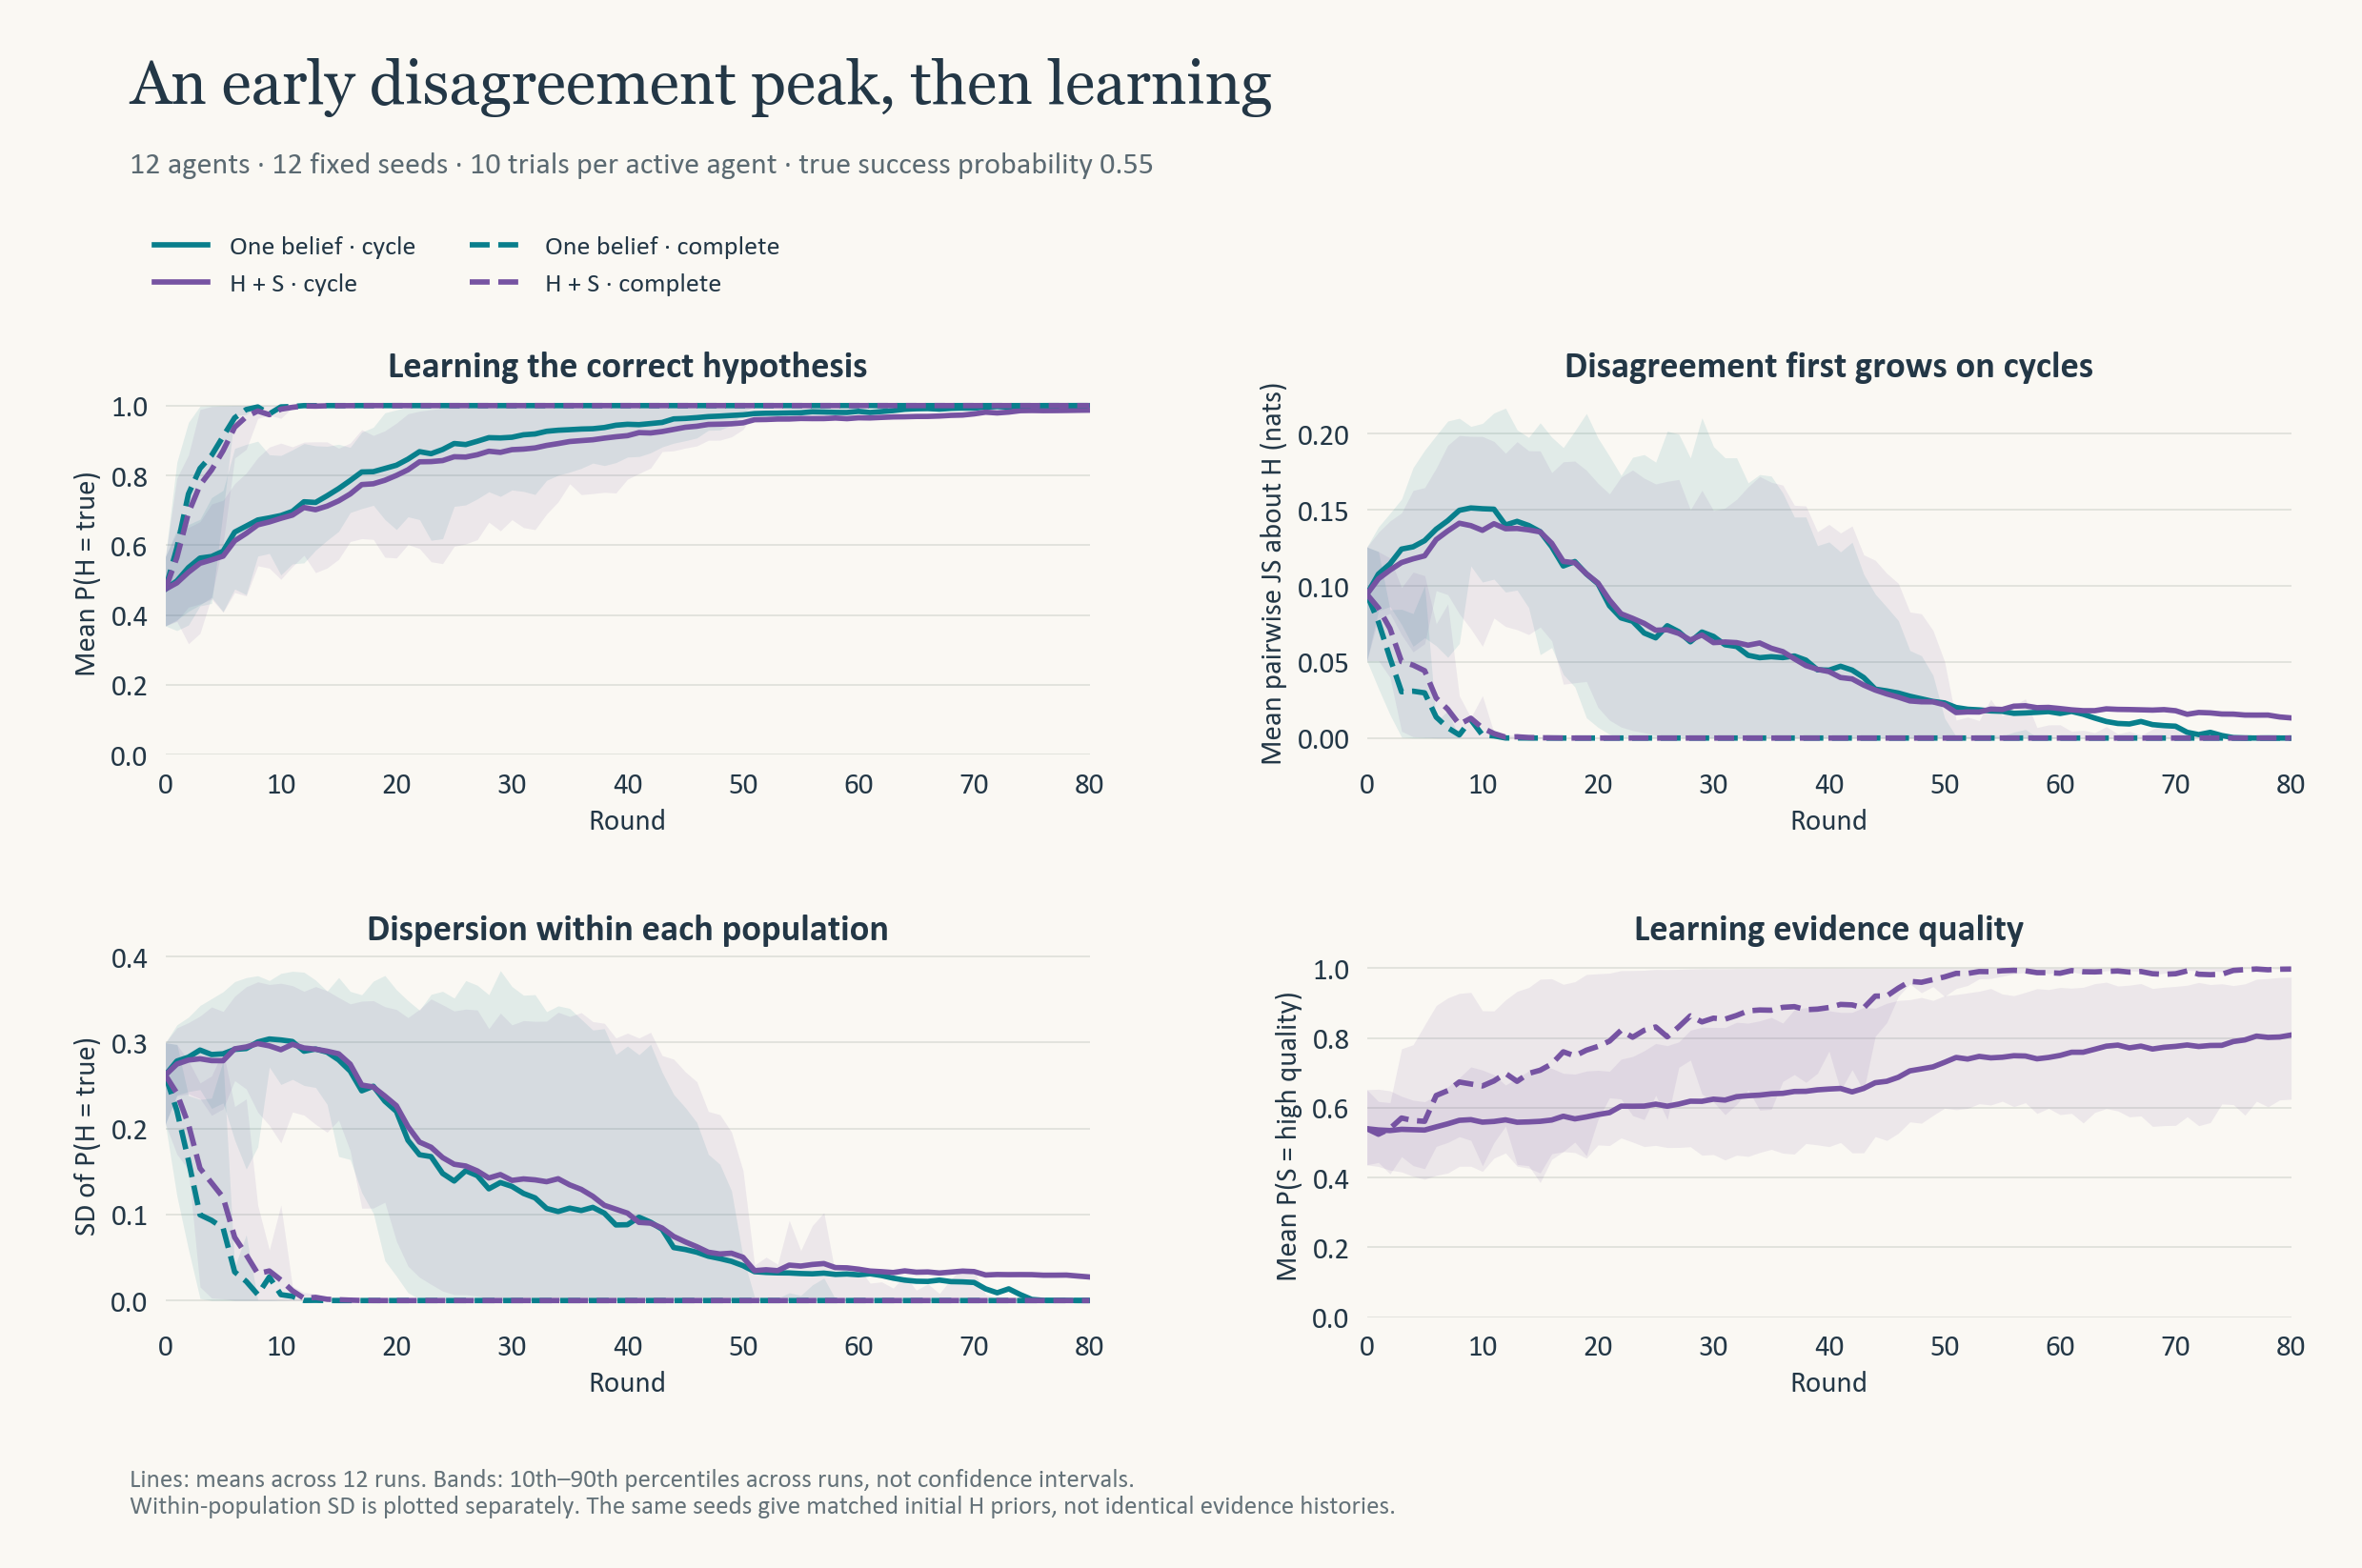 An early disagreement peak, then learning
12 agents · 12 fixed seeds · 10 trials per active agent · true success probability 0.55
One belief · cycle
One belief · complete
H + S · cycle
H + S · complete
Learning the correct hypothesis
Mean P(H = true)
1.0
0.8
0.6
0.4
0.2
0.0
0 10 20 30 40 50 60 70 80
Round
Disagreement first grows on cycles
Mean pairwise JS about H (nats)
0.20
0.15
0.10
0.05
0.00
0 10 20 30 40 50 60 70 80
Round
Dispersion within each population
SD of P(H = true)
0.4
0.3
0.2
0.1
0.0
0 10 20 30 40 50 60 70 80
Round
Learning evidence quality
Mean P(S = high quality)
1.0
0.8
0.6
0.4
0.2
0.0
0 10 20 30 40 50 60 70 80
Round
Lines: means across 12 runs. Bands: 10th–90th percentiles across runs, not confidence intervals.
Within-population SD is plotted separately. The same seeds give matched initial H priors, not identical evidence histories.